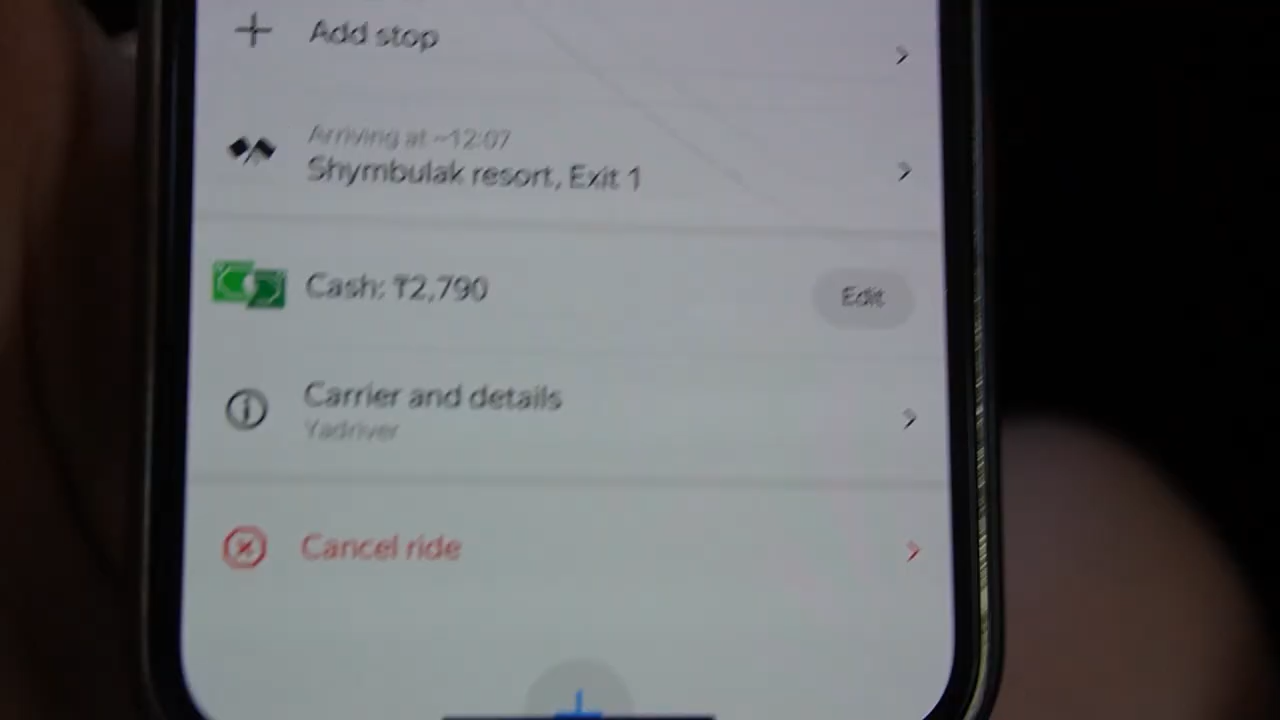 Add stop
Arriving at ~12:07
Shymbulak resort, Exit 1
Cash: ₸2,790
Edit
Carrier and details
Yadriver
Cancel ride